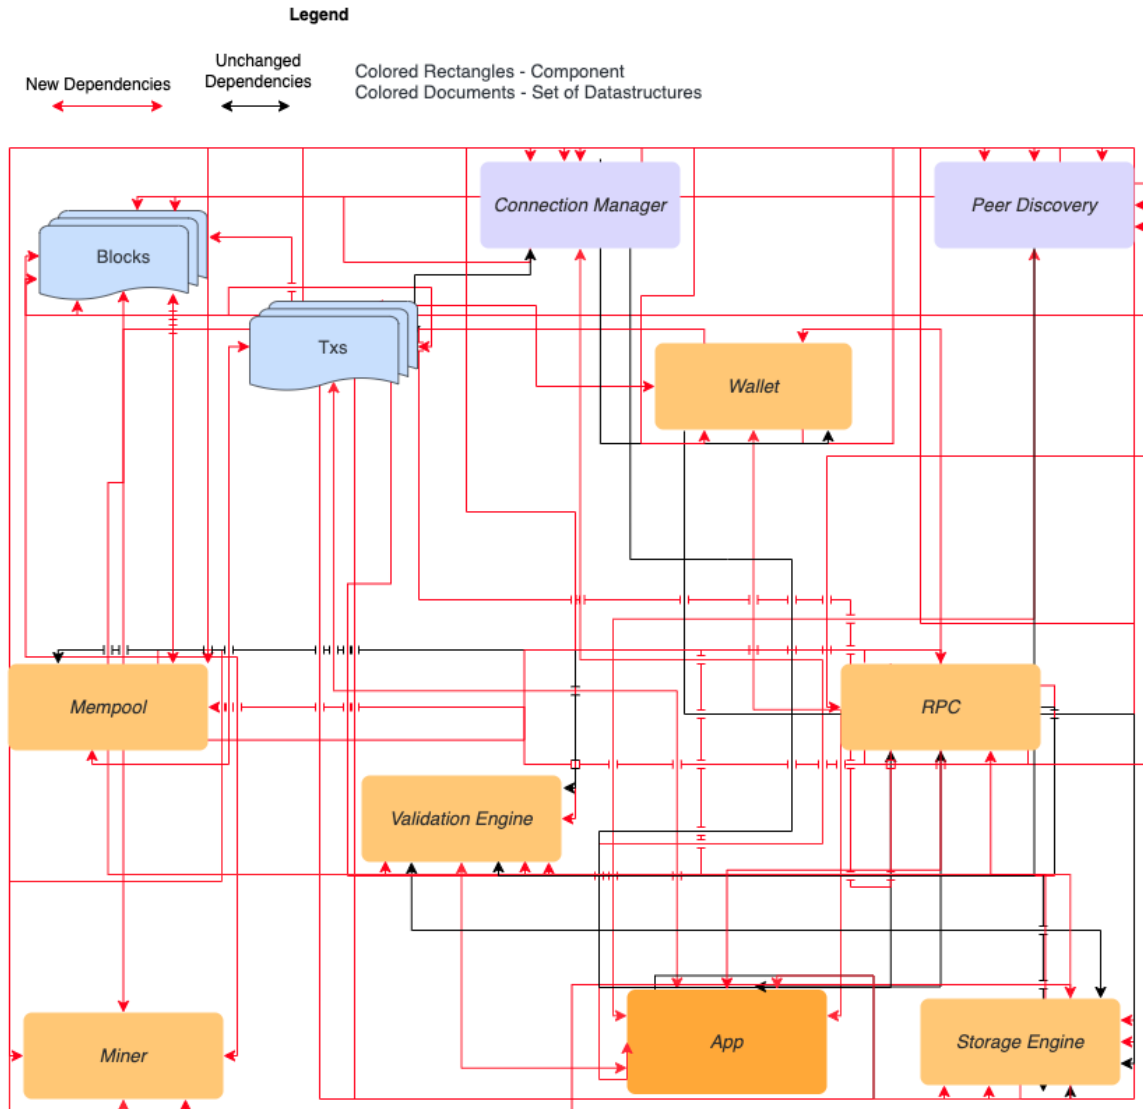 Legend
New Dependencies
Unchanged
Dependencies
Colored Rectangles - Component
Colored Documents - Set of Datastructures
Connection Manager
Peer Discovery
Blocks
Txs
Wallet
Mempool
RPC
Validation Engine
App
Storage Engine
Miner